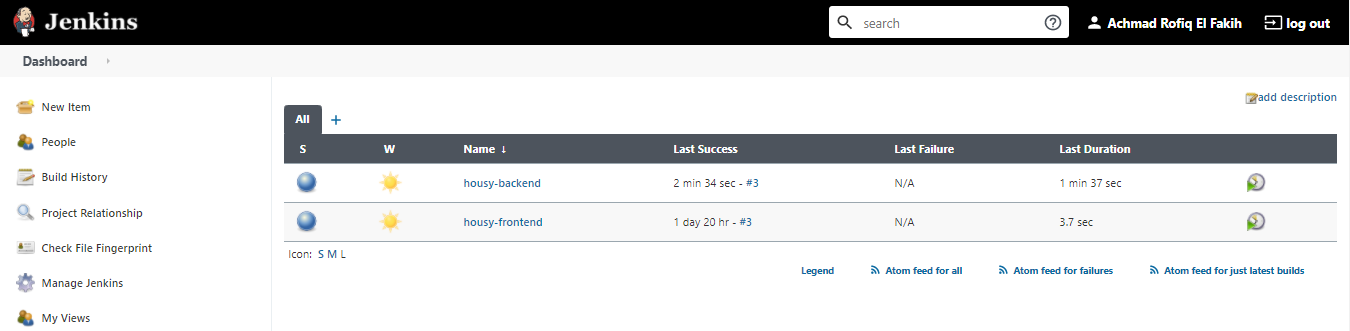 Jenkins
search
Achmad Rofiq El Fakih
log out
Dashboard
New Item
People
Build History
Project Relationship
Check File Fingerprint
Manage Jenkins
My Views
add description
All +
S W Name ↓ Last Success Last Failure Last Duration
housy-backend 2 min 34 sec - #3 N/A 1 min 37 sec
housy-frontend 1 day 20 hr - #3 N/A 3.7 sec
Icon: S M L
Legend Atom feed for all Atom feed for failures Atom feed for just latest builds